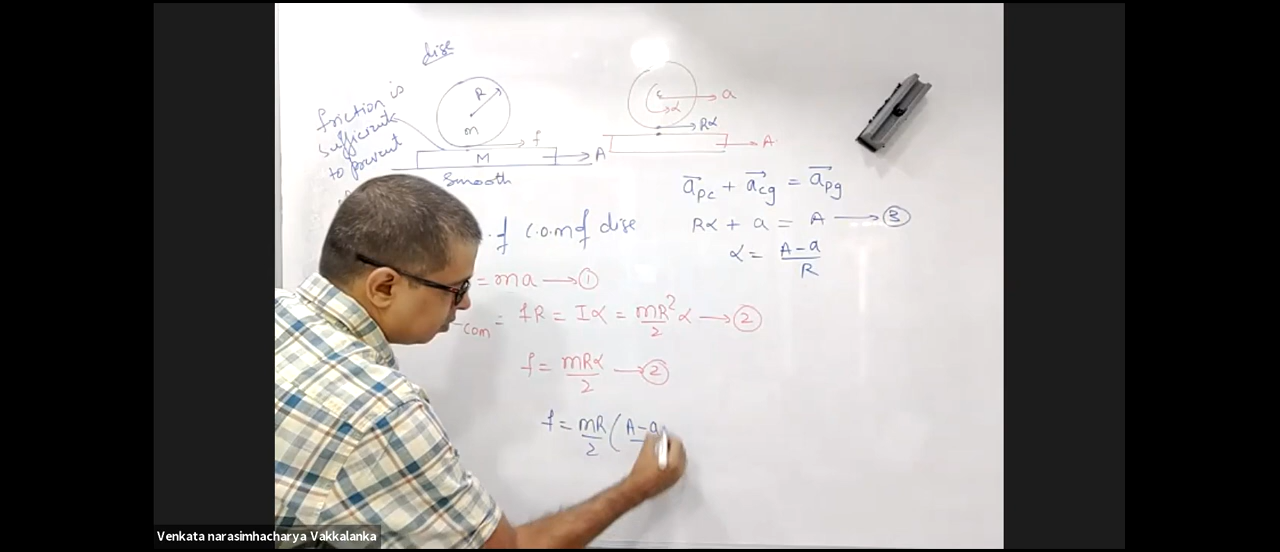 disc
friction is
sufficient
to prevent
R
m
f
M
A
smooth
a
α
Rα
A
a⃗pc + a⃗cg = a⃗pg
Rα + a = A → ③
α = A-a / R
f C.O.M of disc
= ma → ①
com = fR = Iα = mR²/2 α → ②
f = mRα/2 → ②
f = mR/2 (A-a
Venkata narasimhacharya Vakkalanka